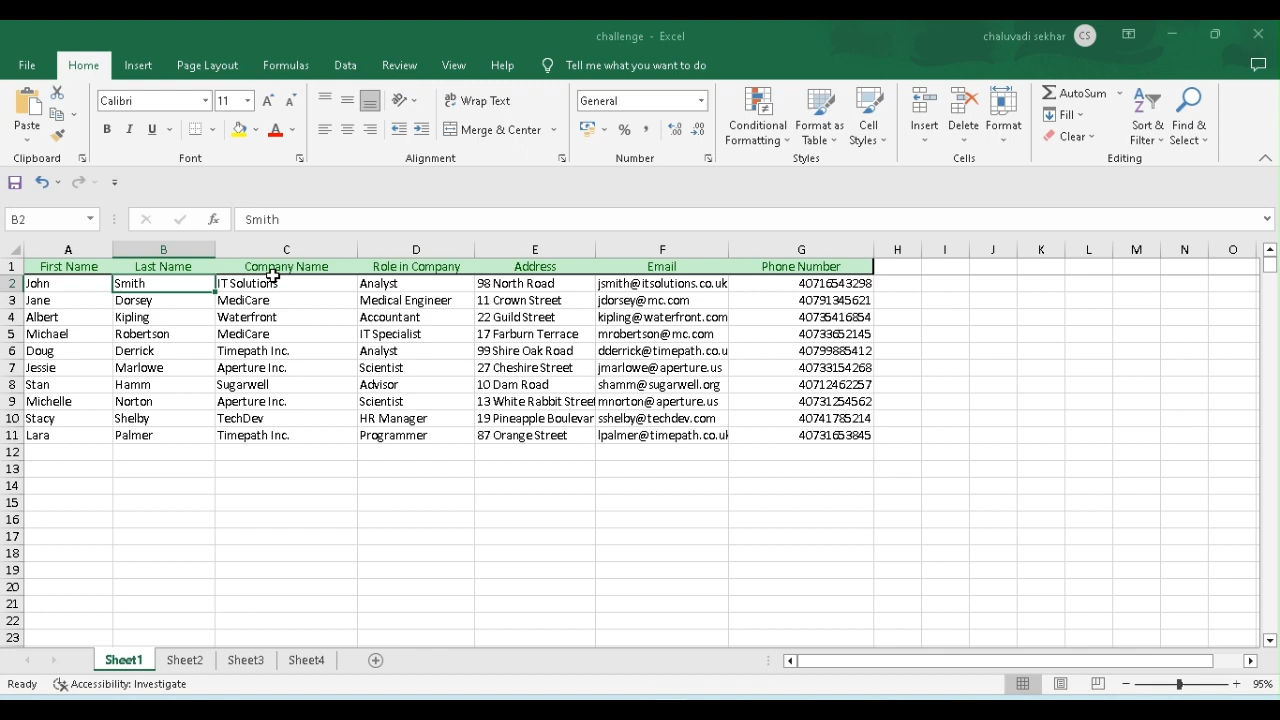 challenge - Excel
chaluvadi sekhar CS
File Home Insert Page Layout Formulas Data Review View Help Tell me what you want to do
Paste
Clipboard
Calibri 11
B I U
Font
Wrap Text
Merge & Center
Alignment
General
Number
Conditional Formatting
Format as Table
Cell Styles
Styles
Insert Delete Format
Cells
AutoSum
Fill
Clear
Sort & Filter
Find & Select
Editing
B2 fx Smith
A B C D E F G H I J K L M N O
1 First Name Last Name Company Name Role in Company Address Email Phone Number
2 John Smith IT Solutions Analyst 98 North Road jsmith@itsolutions.co.uk 40716543298
3 Jane Dorsey MediCare Medical Engineer 11 Crown Street jdorsey@mc.com 40791345621
4 Albert Kipling Waterfront Accountant 22 Guild Street kipling@waterfront.com 40735416854
5 Michael Robertson MediCare IT Specialist 17 Farburn Terrace mrobertson@mc.com 40733652145
6 Doug Derrick Timepath Inc. Analyst 99 Shire Oak Road dderrick@timepath.co.u 40799885412
7 Jessie Marlowe Aperture Inc. Scientist 27 Cheshire Street jmarlowe@aperture.us 40733154268
8 Stan Hamm Sugarwell Advisor 10 Dam Road shamm@sugarwell.org 40712462257
9 Michelle Norton Aperture Inc. Scientist 13 White Rabbit Street mnorton@aperture.us 40731254562
10 Stacy Shelby TechDev HR Manager 19 Pineapple Boulevar sshelby@techdev.com 40741785214
11 Lara Palmer Timepath Inc. Programmer 87 Orange Street lpalmer@timepath.co.uk 40731653845
12
13
14
15
16
17
18
19
20
21
22
23
Sheet1 Sheet2 Sheet3 Sheet4
Ready Accessibility: Investigate 95%